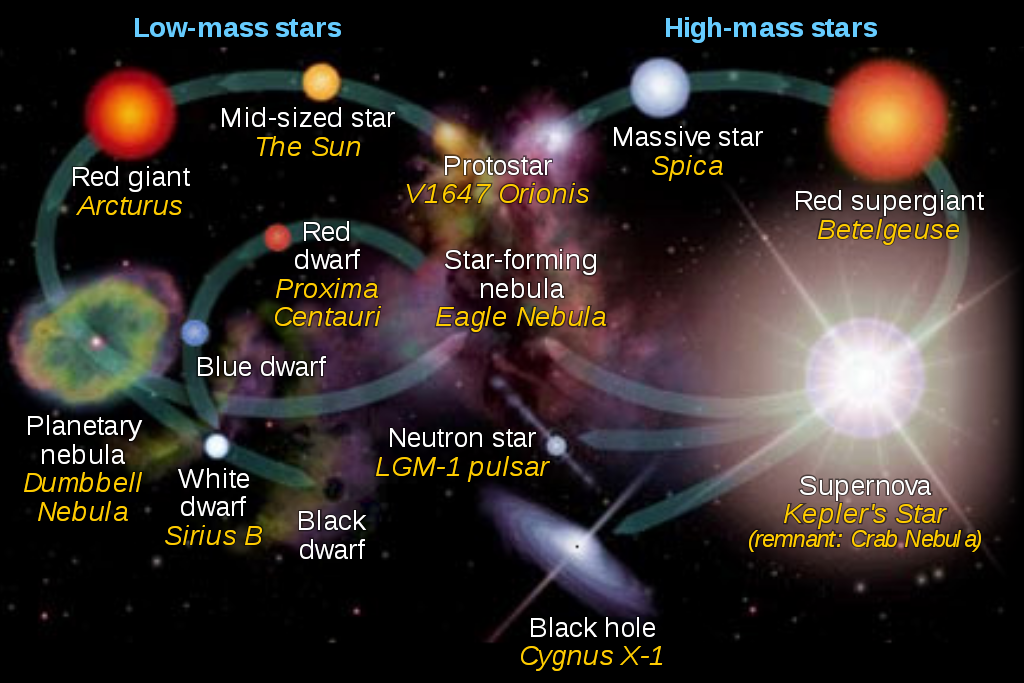 Low-mass stars
High-mass stars
Mid-sized star
The Sun
Massive star
Spica
Protostar
V1647 Orionis
Red giant
Arcturus
Red supergiant
Betelgeuse
Red
dwarf
Proxima
Centauri
Star-forming
nebula
Eagle Nebula
Blue dwarf
Planetary
nebula
Dumbbell
Nebula
White
dwarf
Sirius B
Black
dwarf
Neutron star
LGM-1 pulsar
Supernova
Kepler's Star
(remnant: Crab Nebula)
Black hole
Cygnus X-1